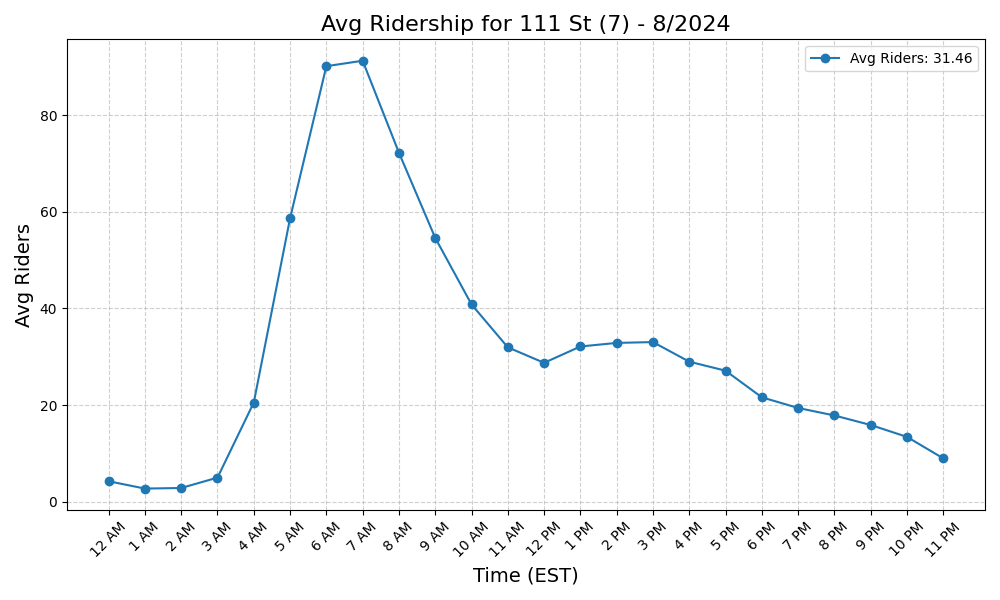 Avg Ridership for 111 St (7) - 8/2024
Avg Riders: 31.46
Avg Riders
80
60
40
20
0
12 AM
1 AM
2 AM
3 AM
4 AM
5 AM
6 AM
7 AM
8 AM
9 AM
10 AM
11 AM
12 PM
1 PM
2 PM
3 PM
4 PM
5 PM
6 PM
7 PM
8 PM
9 PM
10 PM
11 PM
Time (EST)